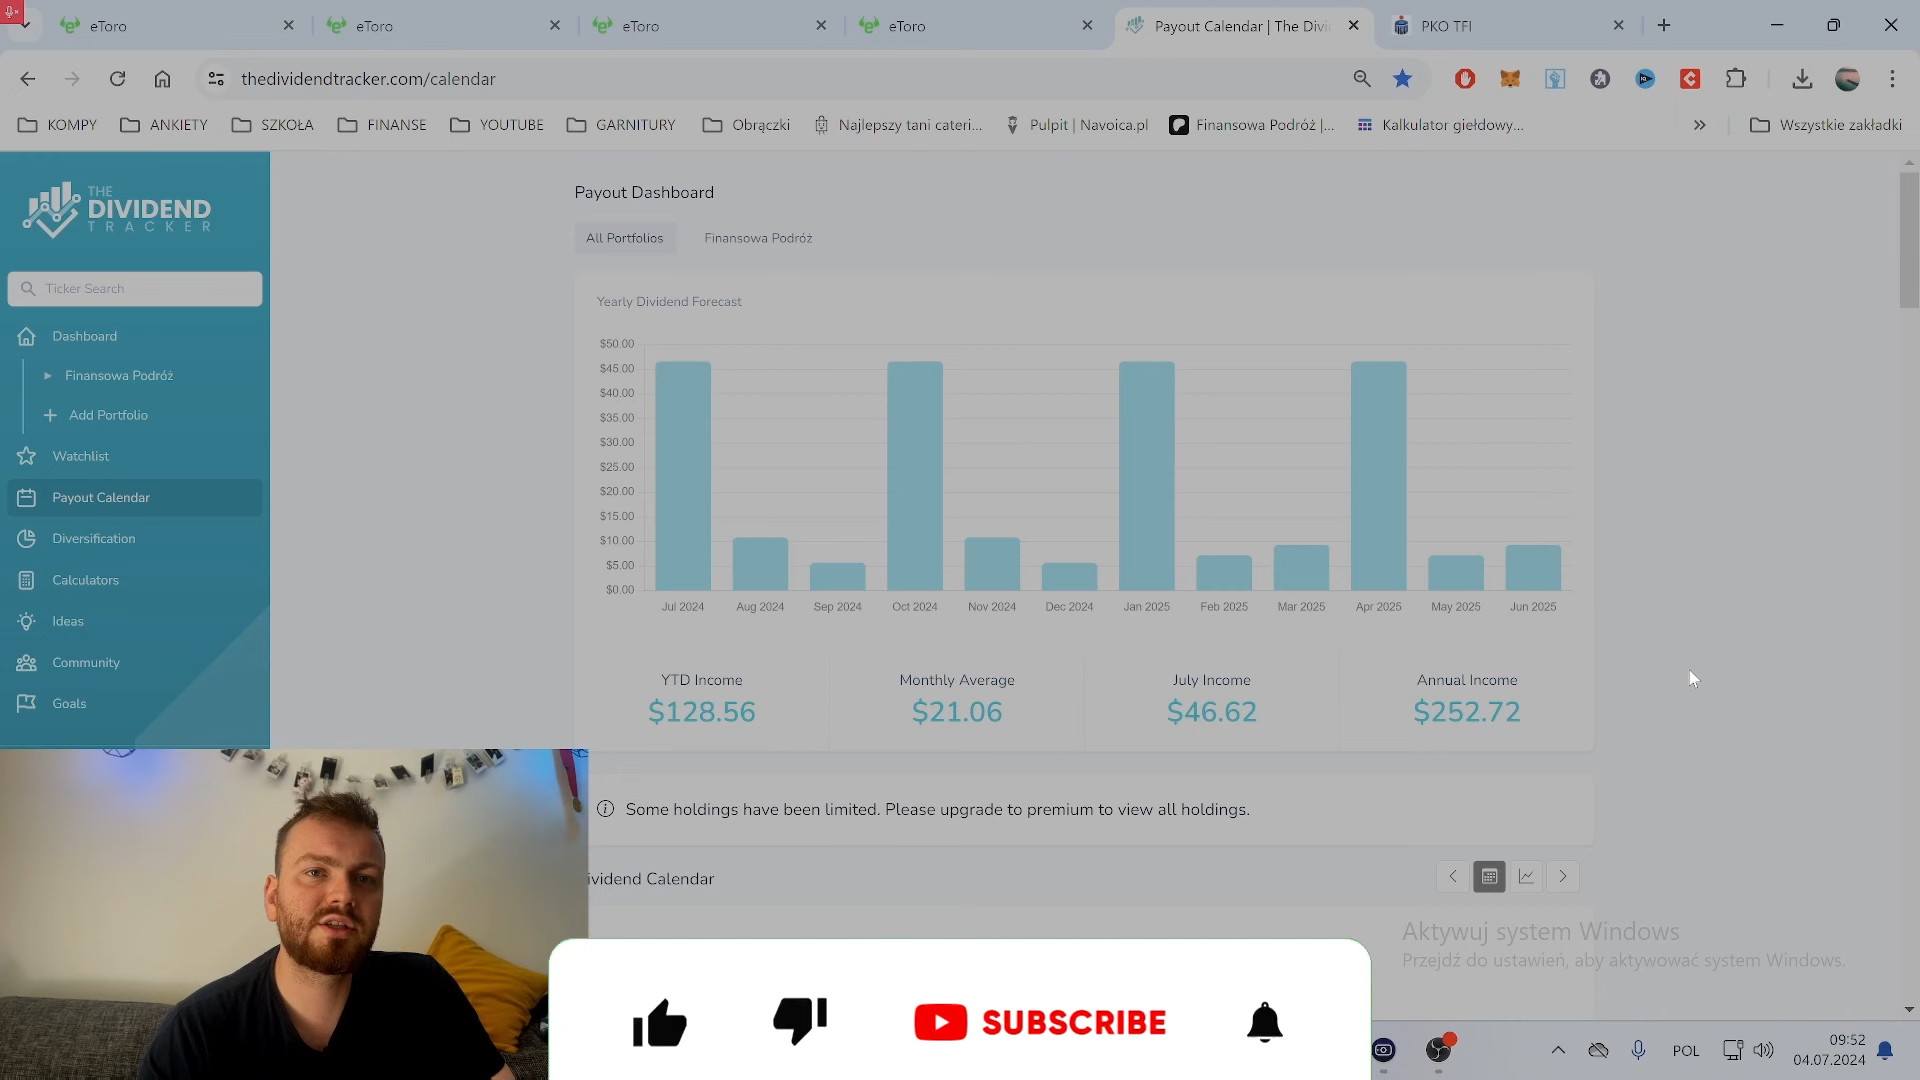 eToro
eToro
eToro
eToro
Payout Calendar | The Divi
PKO TFI
thedividendtracker.com/calendar
KOMPY
ANKIETY
SZKOŁA
FINANSE
YOUTUBE
GARNITURY
Obrączki
Najlepszy tani cateri...
Pulpit | Navoica.pl
Finansowa Podróż |...
Kalkulator giełdowy...
Wszystkie zakładki
THE
DIVIDEND
TRACKER
Ticker Search
Dashboard
Finansowa Podróż
Add Portfolio
Watchlist
Payout Calendar
Diversification
Calculators
Ideas
Community
Goals
Payout Dashboard
All Portfolios
Finansowa Podróż
Yearly Dividend Forecast
$50.00
$45.00
$40.00
$35.00
$30.00
$25.00
$20.00
$15.00
$10.00
$5.00
$0.00
Jul 2024
Aug 2024
Sep 2024
Oct 2024
Nov 2024
Dec 2024
Jan 2025
Feb 2025
Mar 2025
Apr 2025
May 2025
Jun 2025
YTD Income
$128.56
Monthly Average
$21.06
July Income
$46.62
Annual Income
$252.72
Some holdings have been limited. Please upgrade to premium to view all holdings.
ividend Calendar
Aktywuj system Windows
Przejdź do ustawień, aby aktywować system Windows.
SUBSCRIBE
POL
09:52
04.07.2024